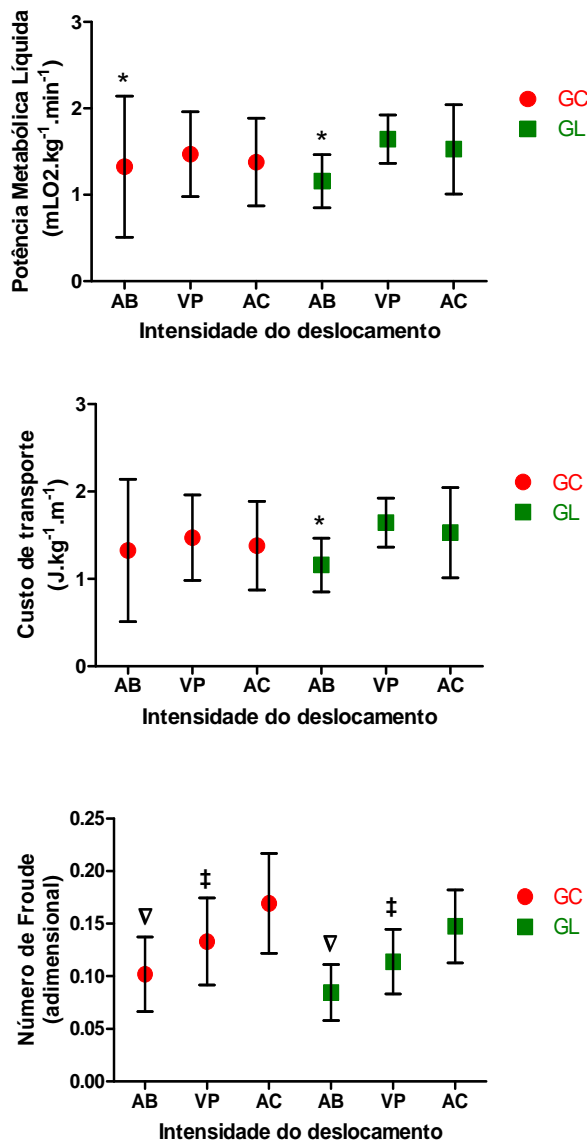 Potência Metabólica Líquida
(mLO2.kg-1.min-1)
3
2
1
0
*
*
GC
GL
AB VP AC AB VP AC
Intensidade do deslocamento
Custo de transporte
(J.kg-1.m-1)
3
2
1
0
*
GC
GL
AB VP AC AB VP AC
Intensidade do deslocamento
Número de Froude
(adimensional)
0.25
0.20
0.15
0.10
0.05
0.00
∇ ‡ ∇ ‡
GC
GL
AB VP AC AB VP AC
Intensidade do deslocamento